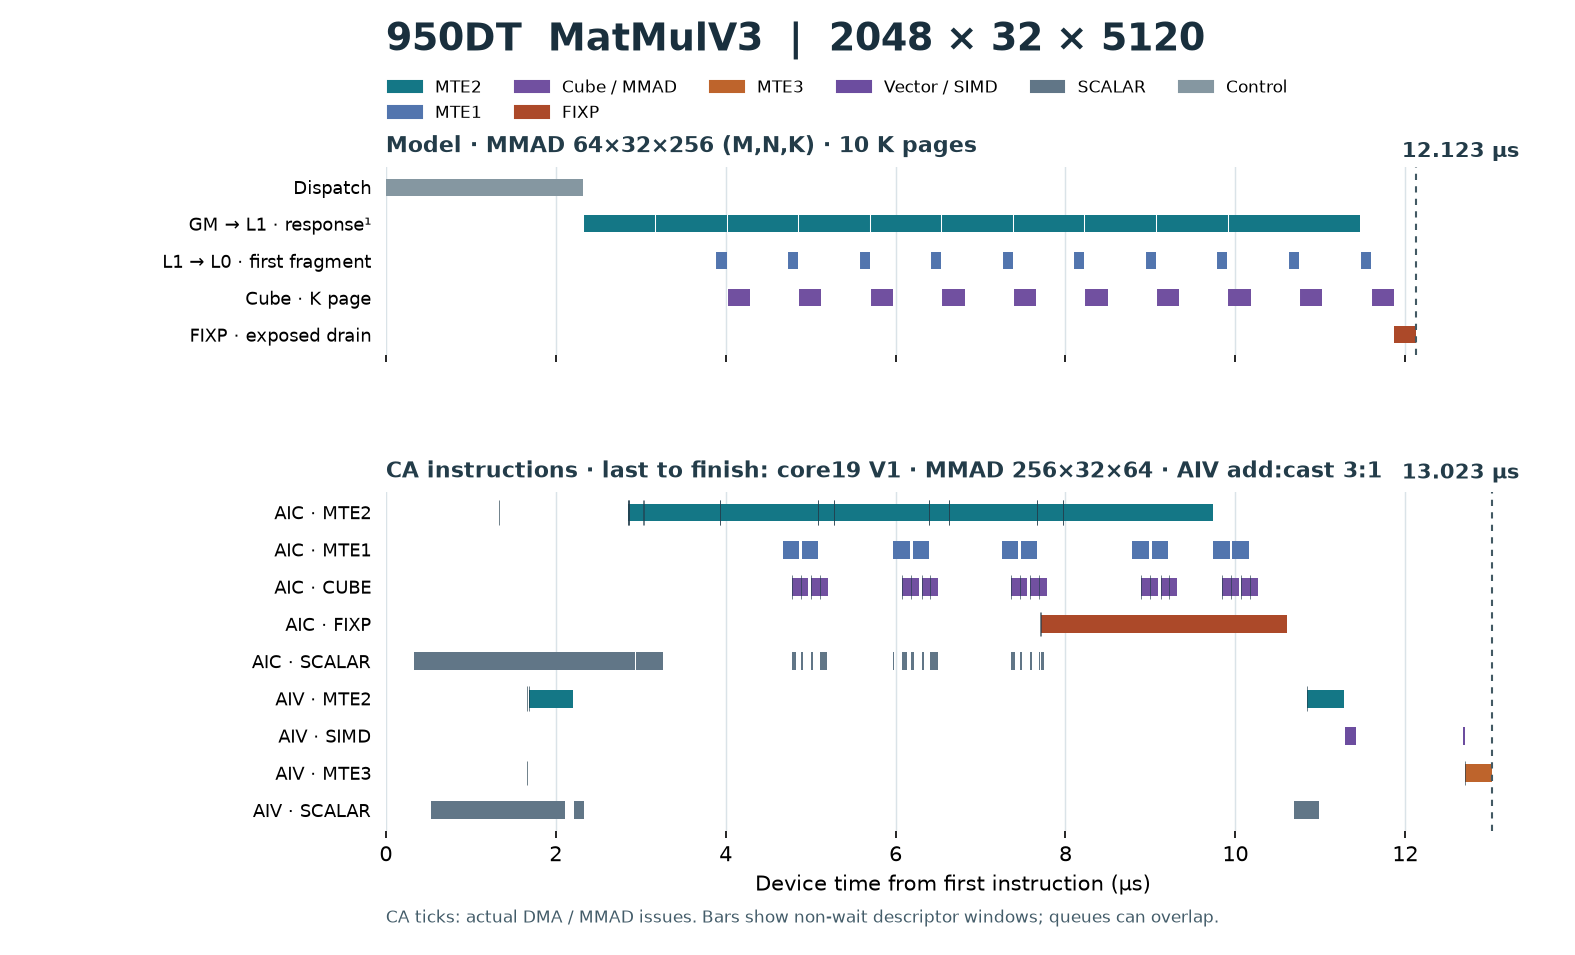 950DT  MatMulV3  |  2048 × 32 × 5120
MTE2 Cube / MMAD MTE3 Vector / SIMD SCALAR Control
MTE1 FIXP
Model · MMAD 64×32×256 (M,N,K) · 10 K pages
12.123 µs
Dispatch
GM → L1 · response¹
L1 → L0 · first fragment
Cube · K page
FIXP · exposed drain
CA instructions · last to finish: core19 V1 · MMAD 256×32×64 · AIV add:cast 3:1
13.023 µs
AIC · MTE2
AIC · MTE1
AIC · CUBE
AIC · FIXP
AIC · SCALAR
AIV · MTE2
AIV · SIMD
AIV · MTE3
AIV · SCALAR
0 2 4 6 8 10 12
Device time from first instruction (µs)
CA ticks: actual DMA / MMAD issues. Bars show non-wait descriptor windows; queues can overlap.